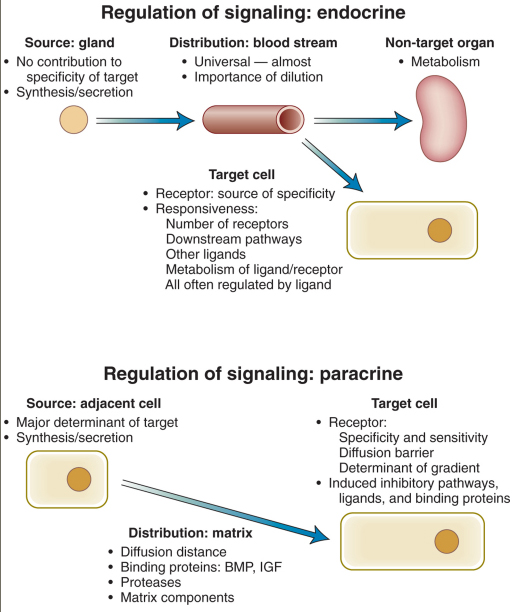 Regulation of signaling: endocrine
Source: gland
• No contribution to
specificity of target
• Synthesis/secretion
Distribution: blood stream
• Universal — almost
• Importance of dilution
Non-target organ
• Metabolism
Target cell
• Receptor: source of specificity
• Responsiveness:
Number of receptors
Downstream pathways
Other ligands
Metabolism of ligand/receptor
All often regulated by ligand
Regulation of signaling: paracrine
Source: adjacent cell
• Major determinant of target
• Synthesis/secretion
Target cell
• Receptor:
Specificity and sensitivity
Diffusion barrier
Determinant of gradient
• Induced inhibitory pathways,
ligands, and binding proteins
Distribution: matrix
• Diffusion distance
• Binding proteins: BMP, IGF
• Proteases
• Matrix components